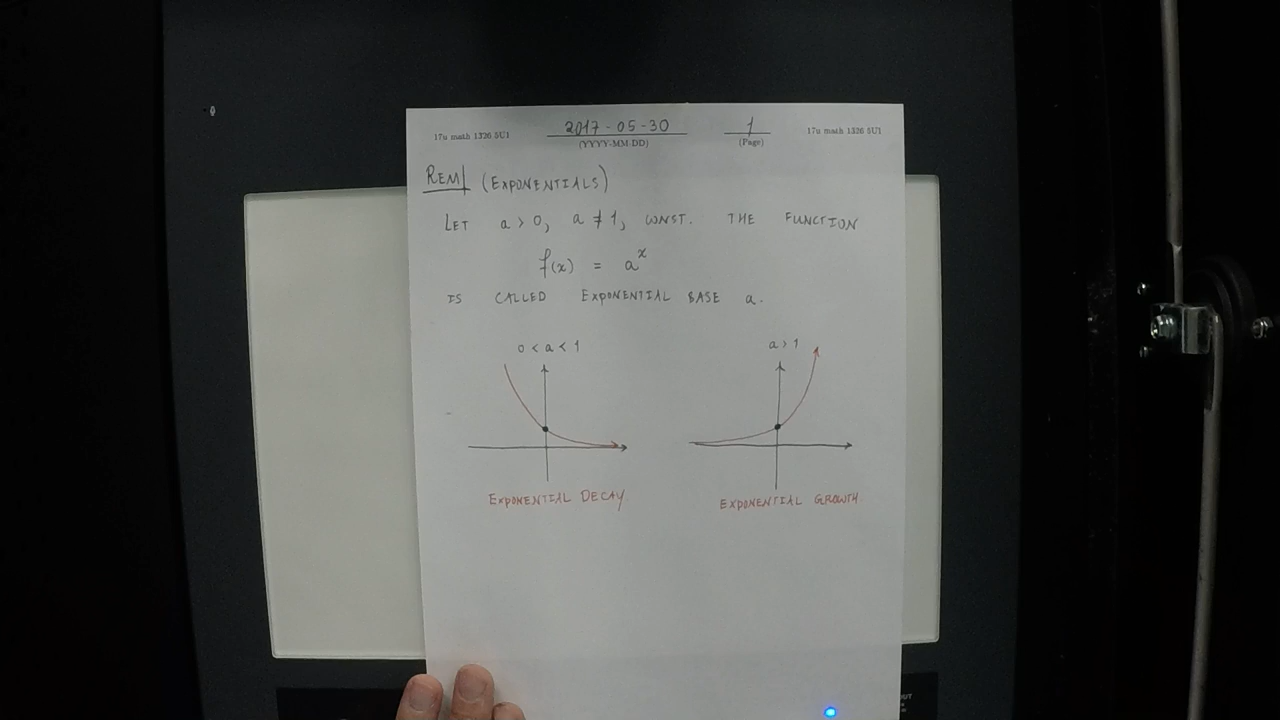 17u math 1326 5U1 2017-05-30 1 17u math 1326 5U1
(YYYY-MM-DD) (Page)
REM (EXPONENTIALS)
LET a > 0, a ≠ 1, CONST. THE FUNCTION
f(x) = a^x
IS CALLED EXPONENTIAL BASE a.
0 < a < 1 a > 1
EXPONENTIAL DECAY. EXPONENTIAL GROWTH.